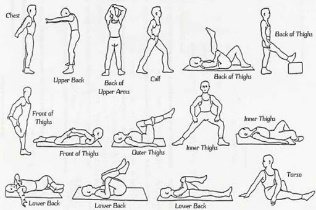 Chest
Upper Back
Back of
Upper Arms
Calf
Back of Thighs
Back of Thighs
Front of
Thighs
Front of Thighs
Outer Thighs
Inner Thighs
Inner Thighs
Lower Back
Lower Back
Lower Back
Torso